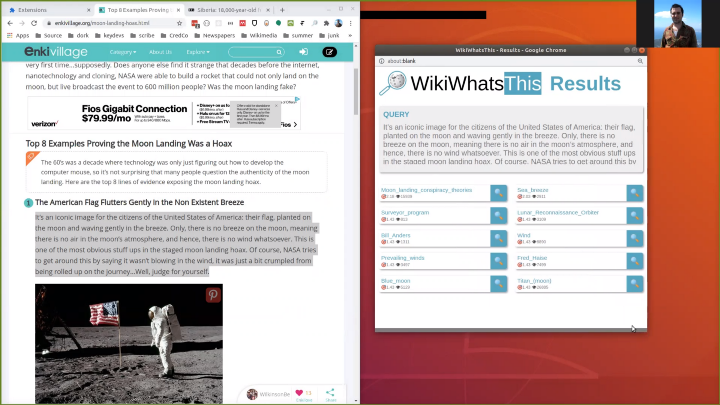 Extensions
Top 8 Examples Proving t
Siberia: 18,000-year-old f
enkivillage.org/moon-landing-hoax.html
Apps
Social
work
dork
scribe
keydevs
CredCo
Newspapers
Wikimedia
summer
junk
enkivillage
Category
About Us
Explore
very first time...supposedly. Does anyone else find it strange that decades before the internet,
nanotechnology and cloning, NASA were able to build a rocket that could not only land on the
moon, but live broadcast the event to 600 million people? Was the moon landing fake?
verizon
Fios Gigabit Connection
$79.99/mo
Top 8 Examples Proving the Moon Landing Was a Hoax
The 60's was a decade where technology was only just figuring out how to develop the
computer mouse, so it's not surprising that many people question the authenticity of the moon
landing. Here are the top 8 lines of evidence exposing the moon landing hoax.
1 The American Flag Flutters Gently in the Non Existent Breeze
It's an iconic image for the citizens of the United States of America: their flag, planted on
the moon and waving gently in the breeze. Only, there is no breeze on the moon, meaning
there is no air in the moon's atmosphere, and hence, there is no wind whatsoever. This is
one of the most obvious stuff ups in the staged moon landing hoax. Of course, NASA tries
to get around this by saying it wasn't blowing in the wind, it was just a bit crumpled from
being rolled up on the journey...Well, judge for yourself.
Share
WikiWhatsThis - Results - Google Chrome
about:blank
WikiWhatsThis Results
QUERY
It's an iconic image for the citizens of the United States of America: their flag,
planted on the moon and waving gently in the breeze. Only, there is no
breeze on the moon, meaning there is no air in the moon's atmosphere, and
hence, there is no wind whatsoever. This is one of the most obvious stuff ups
in the staged moon landing hoax. Of course, NASA tries to get around this by
Moon_landing_conspiracy_theories
Sea_breeze
Surveyor_program
Lunar_Reconnaissance_Orbiter
Bill_Anders
Wind
Prevailing_winds
Fred_Haise
Blue_moon
Titan_(moon)